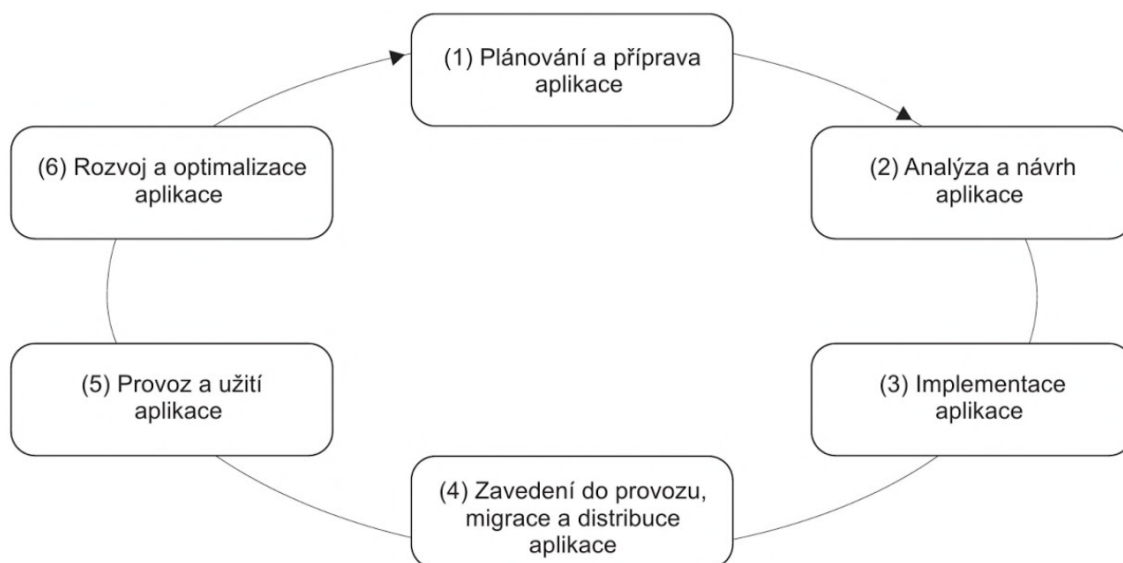 (1) Plánování a příprava
aplikace
(2) Analýza a návrh
aplikace
(3) Implementace
aplikace
(4) Zavedení do provozu,
migrace a distribuce
aplikace
(5) Provoz a užití
aplikace
(6) Rozvoj a optimalizace
aplikace